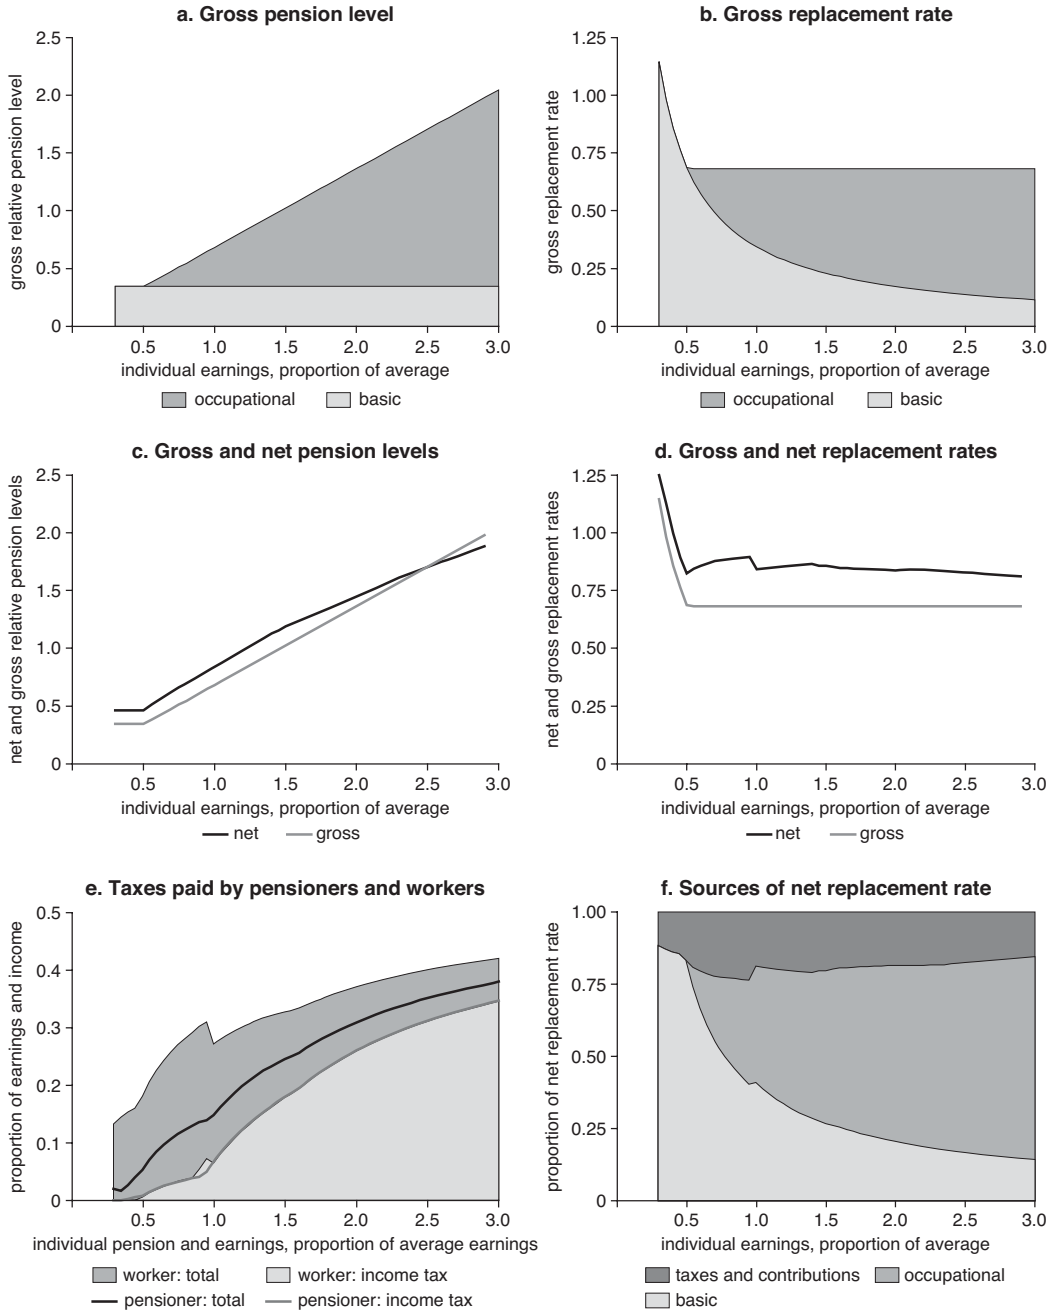 a. Gross pension level
gross relative pension level
2.5
2.0
1.5
1.0
0.5
0
0.5 1.0 1.5 2.0 2.5 3.0
individual earnings, proportion of average
occupational basic
b. Gross replacement rate
gross replacement rate
1.25
1.00
0.75
0.50
0.25
0
0.5 1.0 1.5 2.0 2.5 3.0
individual earnings, proportion of average
occupational basic
c. Gross and net pension levels
net and gross relative pension levels
2.5
2.0
1.5
1.0
0.5
0
0.5 1.0 1.5 2.0 2.5 3.0
individual earnings, proportion of average
net gross
d. Gross and net replacement rates
net and gross replacement rates
1.25
1.00
0.75
0.50
0.25
0
0.5 1.0 1.5 2.0 2.5 3.0
individual earnings, proportion of average
net gross
e. Taxes paid by pensioners and workers
proportion of earnings and income
0.5
0.4
0.3
0.2
0.1
0
0.5 1.0 1.5 2.0 2.5 3.0
individual pension and earnings, proportion of average earnings
worker: total worker: income tax
pensioner: total pensioner: income tax
f. Sources of net replacement rate
proportion of net replacement rate
1.00
0.75
0.50
0.25
0
0.5 1.0 1.5 2.0 2.5 3.0
individual earnings, proportion of average
taxes and contributions occupational
basic